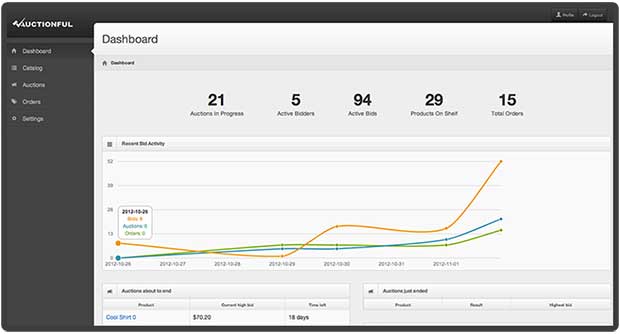 AUCTIONFUL
Profile
Logout
Dashboard
Catalog
Auctions
Orders
Settings
Dashboard
Dashboard
21
Auctions In Progress
5
Active Bidders
94
Active Bids
29
Products On Shelf
15
Total Orders
Recent Bid Activity
52
39
26
13
0
2012-10-26
Bids: 8
Auctions: 0
Orders: 0
2012-10-26 2012-10-27 2012-10-28 2012-10-29 2012-10-30 2012-10-31 2012-11-01
Auctions about to end
Product Current high bid Time left
Cool Shirt 0 $70.20 18 days
Auctions just ended
Product Result Highest bid